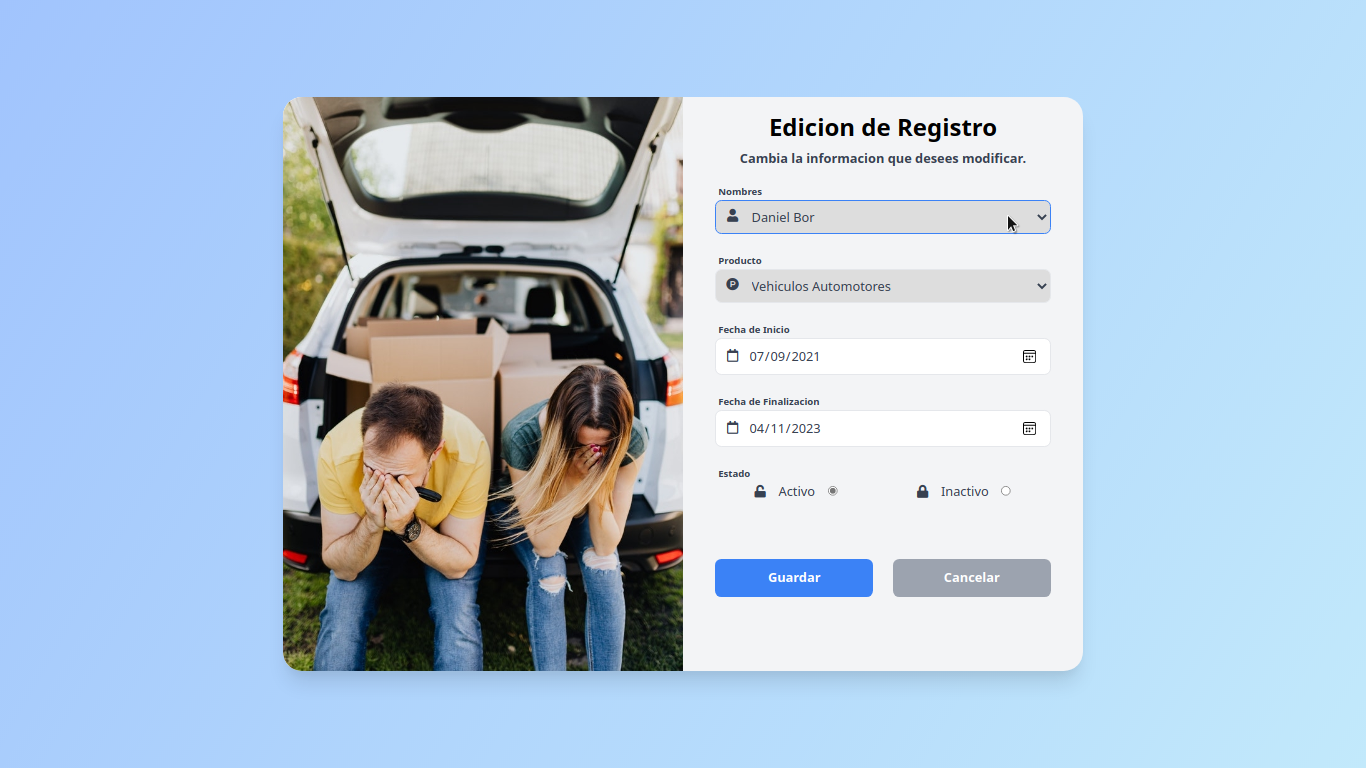 Edicion de Registro
Cambia la informacion que desees modificar.
Nombres
Daniel Bor
Producto
P Vehiculos Automotores
Fecha de Inicio
07/09/2021
Fecha de Finalizacion
04/11/2023
Estado
Activo Inactivo
Guardar Cancelar